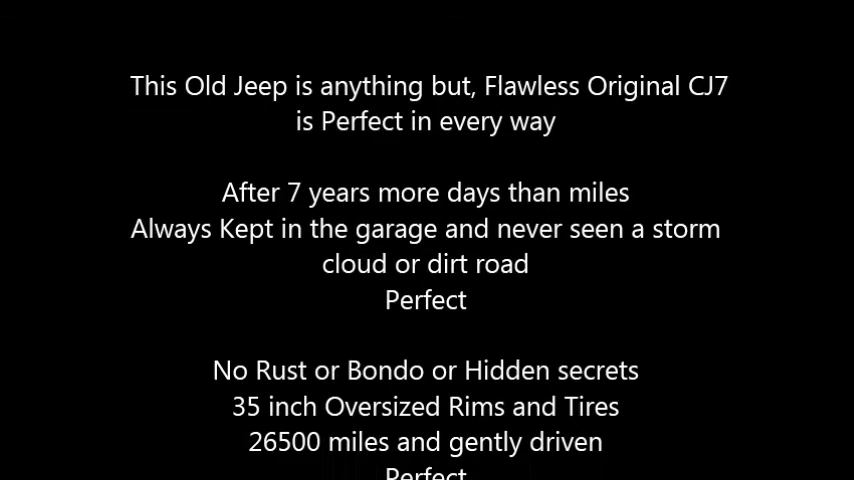 This Old Jeep is anything but, Flawless Original CJ7
is Perfect in every way
After 7 years more days than miles
Always Kept in the garage and never seen a storm
cloud or dirt road
Perfect
No Rust or Bondo or Hidden secrets
35 inch Oversized Rims and Tires
26500 miles and gently driven
Perfect